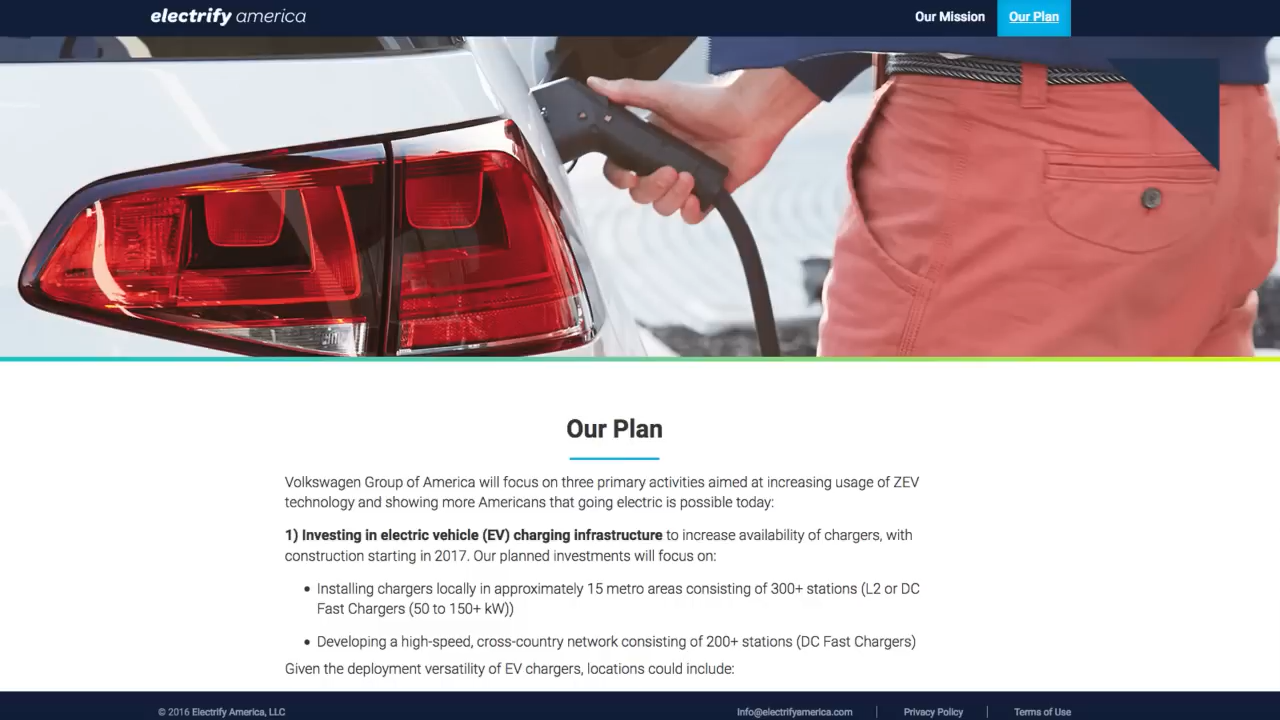 electrify america
Our Mission
Our Plan
Our Plan
Volkswagen Group of America will focus on three primary activities aimed at increasing usage of ZEV
technology and showing more Americans that going electric is possible today:
1) Investing in electric vehicle (EV) charging infrastructure to increase availability of chargers, with
construction starting in 2017. Our planned investments will focus on:
• Installing chargers locally in approximately 15 metro areas consisting of 300+ stations (L2 or DC
Fast Chargers (50 to 150+ kW))
• Developing a high-speed, cross-country network consisting of 200+ stations (DC Fast Chargers)
Given the deployment versatility of EV chargers, locations could include:
© 2016 Electrify America, LLC
Info@electrifyamerica.com
Privacy Policy
Terms of Use